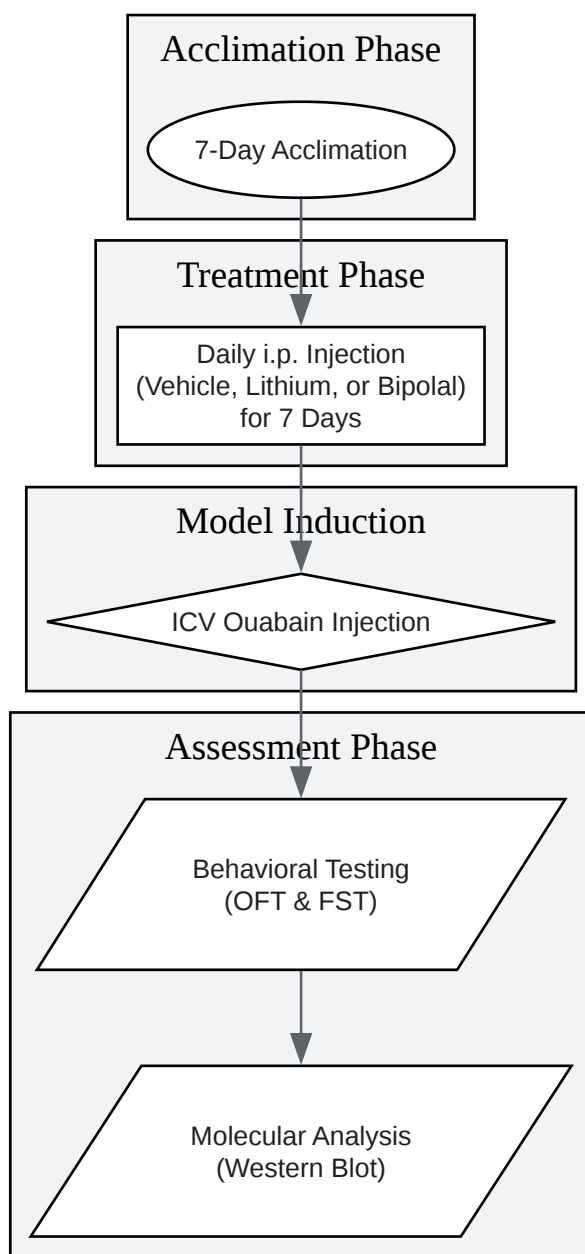 Acclimation Phase
7-Day Acclimation
Treatment Phase
Daily i.p. Injection
(Vehicle, Lithium, or Bipolal)
for 7 Days
Model Induction
ICV Ouabain Injection
Assessment Phase
Behavioral Testing
(OFT & FST)
Molecular Analysis
(Western Blot)